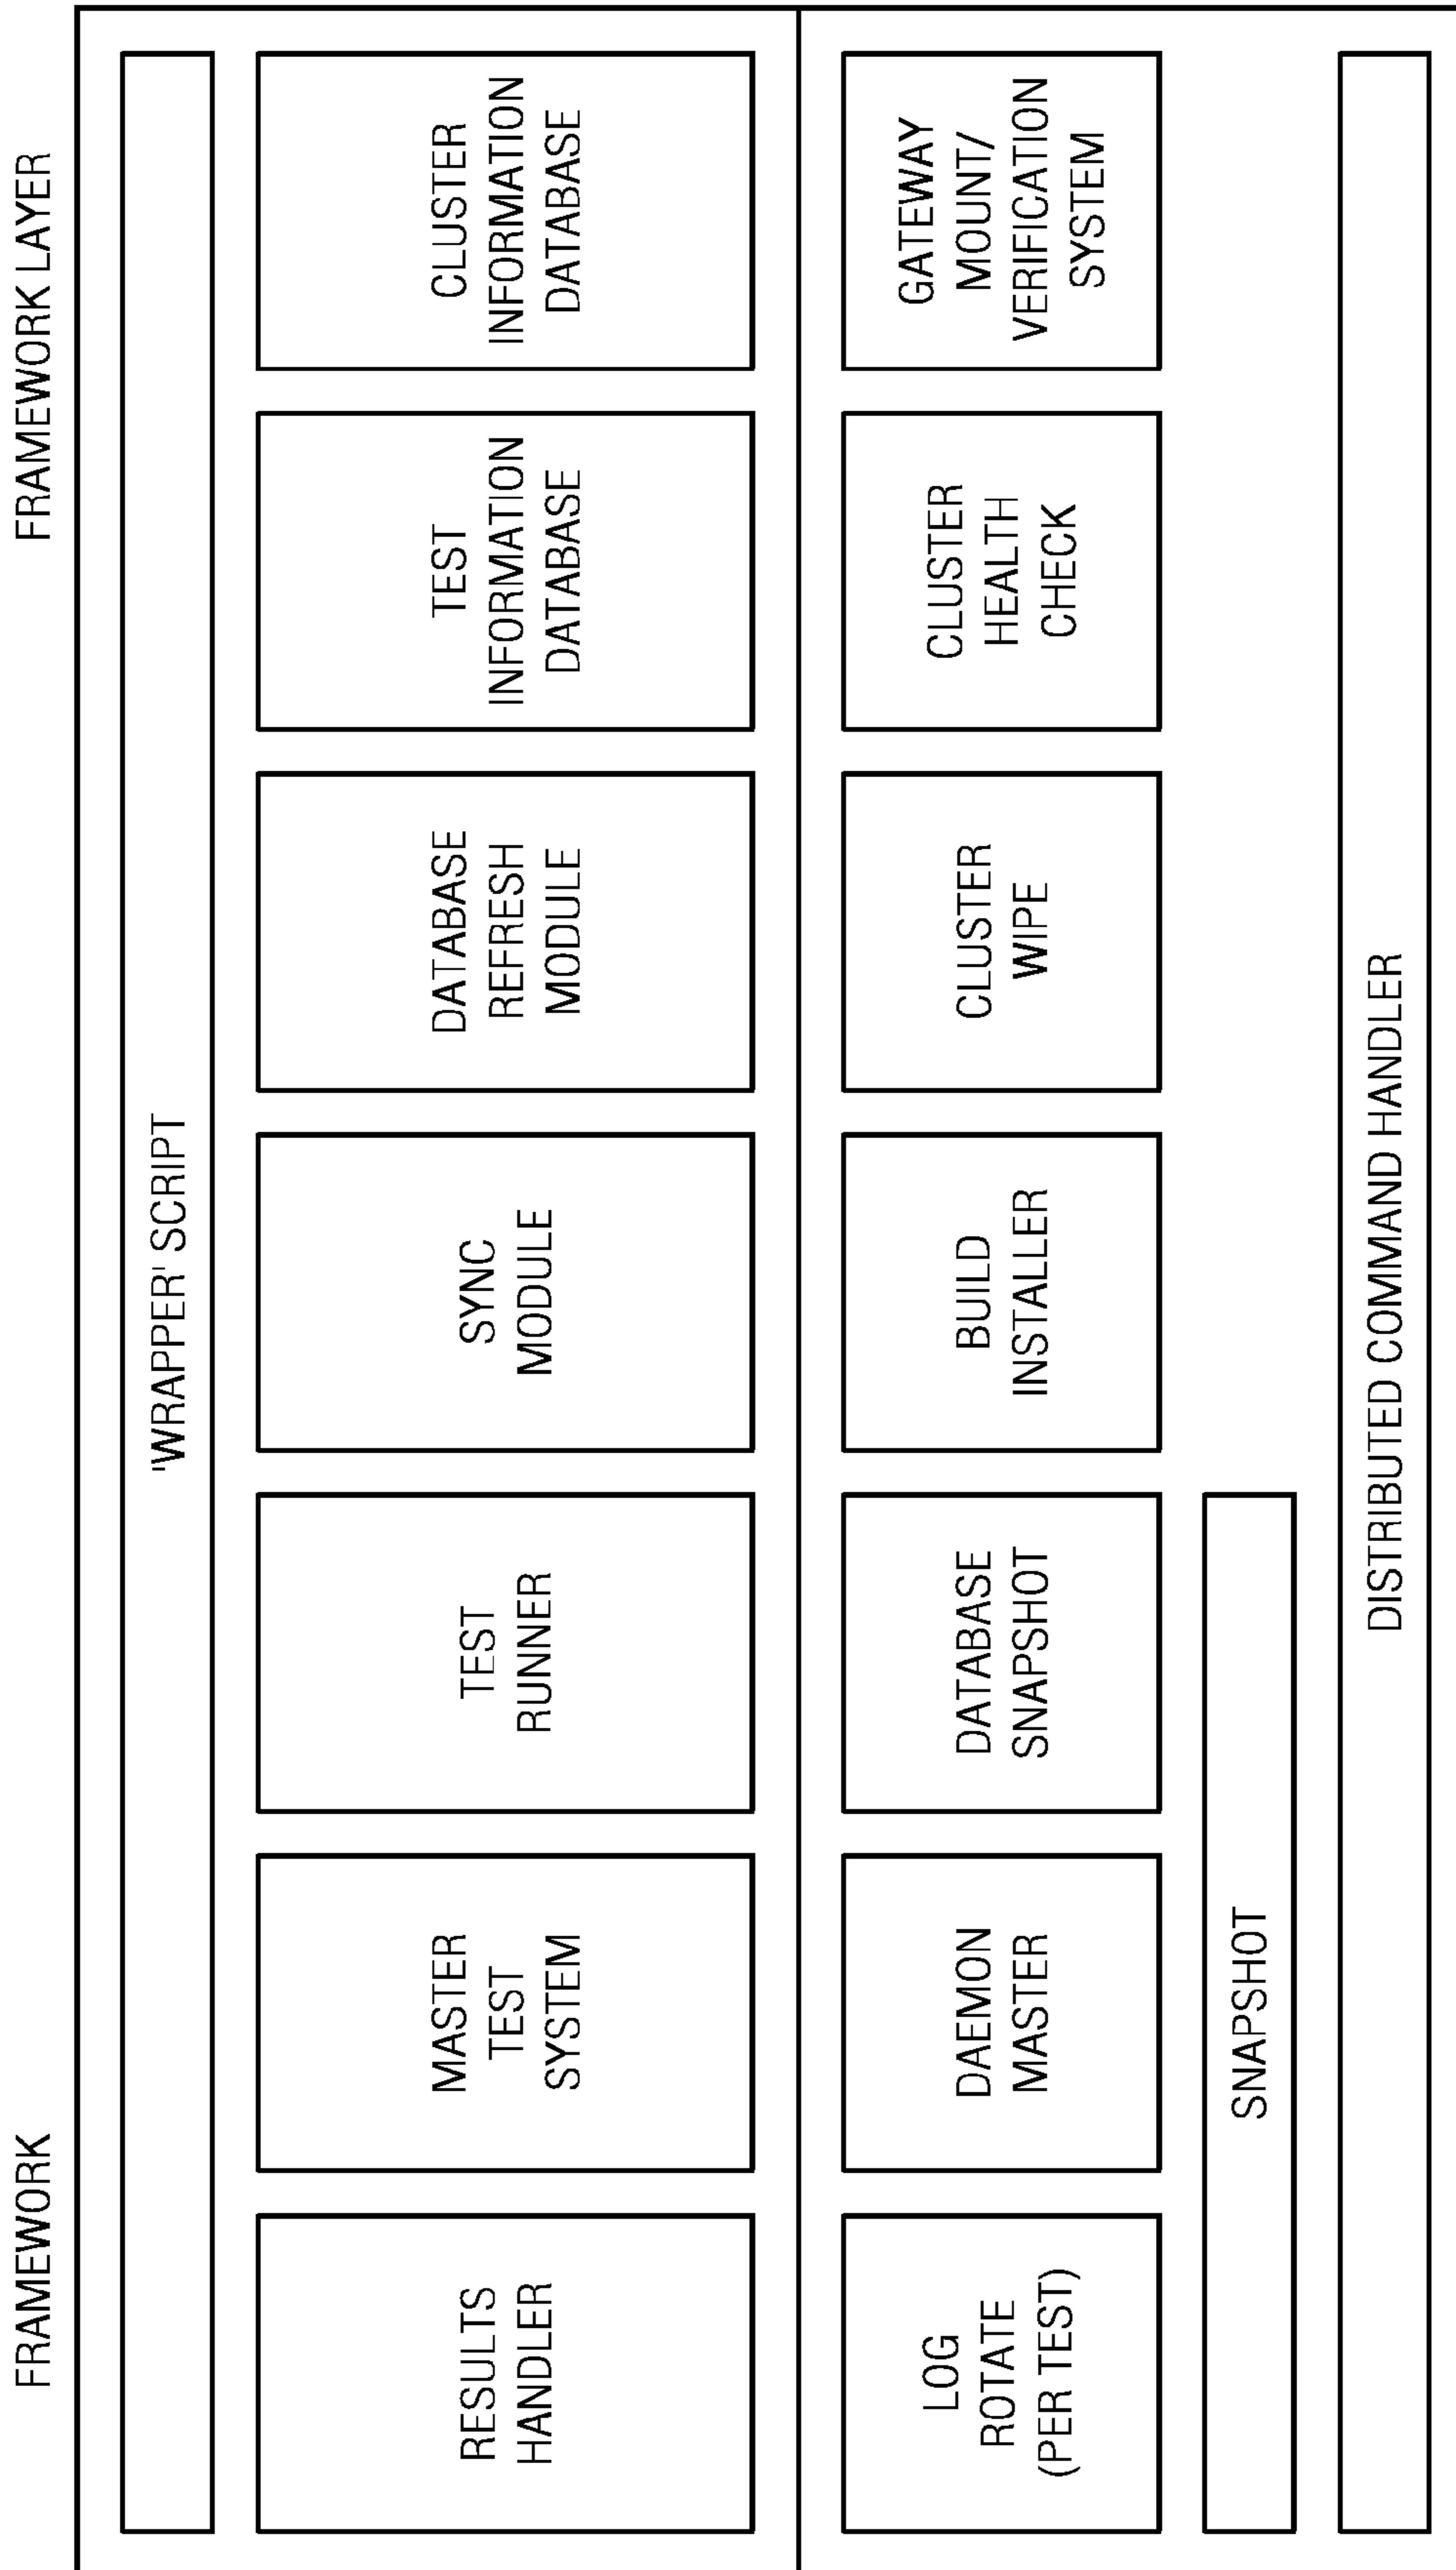 FRAMEWORK
FRAMEWORK LAYER
'WRAPPER' SCRIPT
RESULTS
HANDLER
MASTER
TEST
SYSTEM
TEST
RUNNER
SYNC
MODULE
DATABASE
REFRESH
MODULE
TEST
INFORMATION
DATABASE
CLUSTER
INFORMATION
DATABASE
LOG
ROTATE
(PER TEST)
DAEMON
MASTER
DATABASE
SNAPSHOT
BUILD
INSTALLER
CLUSTER
WIPE
CLUSTER
HEALTH
CHECK
GATEWAY
MOUNT/
VERIFICATION
SYSTEM
SNAPSHOT
DISTRIBUTED COMMAND HANDLER